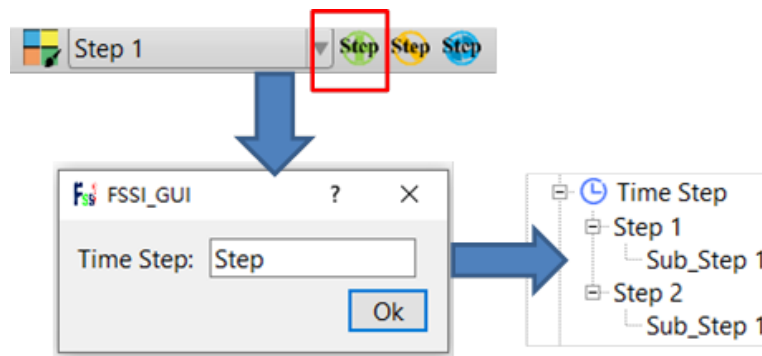 Step 1
Step Step Step
FSSI_GUI ? ×
Time Step: Step
Ok
Time Step
Step 1
Sub_Step 1
Step 2
Sub_Step 1